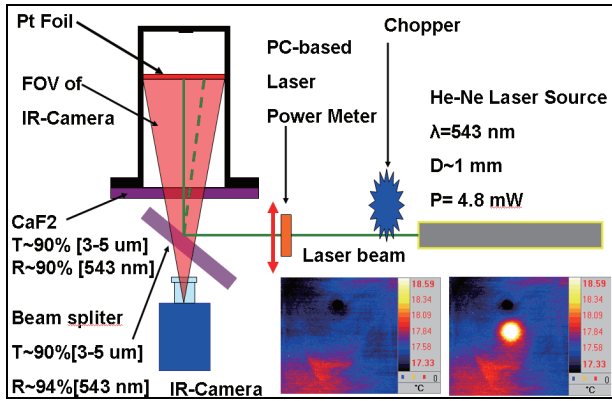 Pt Foil
FOV of
IR-Camera
PC-based
Laser
Power Meter
Chopper
He-Ne Laser Source
λ=543 nm
D~1 mm
P= 4.8 mW
CaF2
T~90% [3-5 um]
R~90% [543 nm]
Beam spliter
T~90%[3-5 um]
R~94%[543 nm]
IR-Camera
Laser beam
18.59
18.34
18.09
17.84
17.58
17.33
°C
0
18.59
18.34
18.09
17.84
17.58
17.33
°C
0